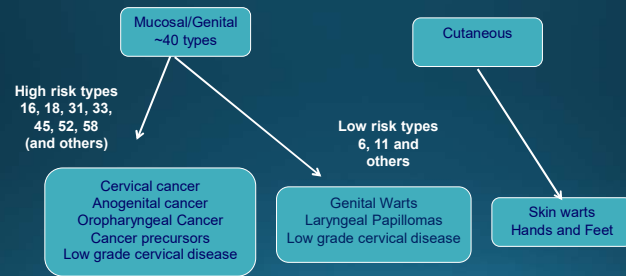 Mucosal/Genital
~40 types
Cutaneous
High risk types
16, 18, 31, 33,
45, 52, 58
(and others)
Low risk types
6, 11 and
others
Cervical cancer
Anogenital cancer
Oropharyngeal Cancer
Cancer precursors
Low grade cervical disease
Genital Warts
Laryngeal Papillomas
Low grade cervical disease
Skin warts
Hands and Feet